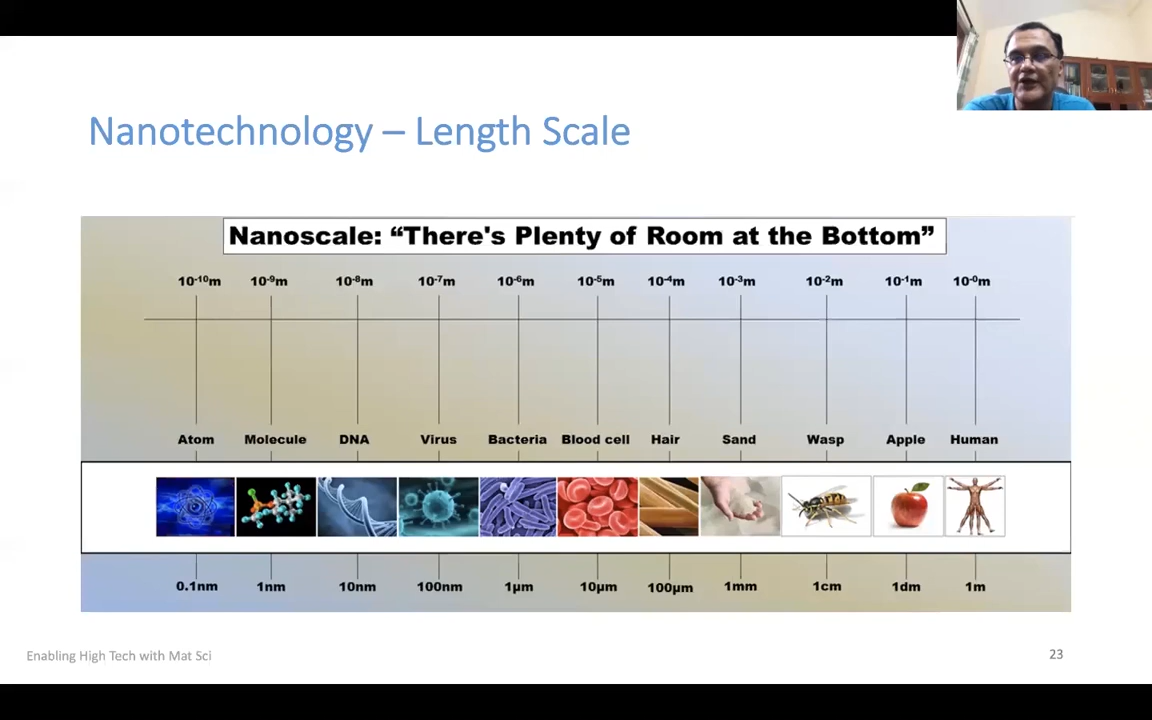 Nanotechnology – Length Scale
Nanoscale: “There's Plenty of Room at the Bottom”
10⁻¹⁰m 10⁻⁹m 10⁻⁸m 10⁻⁷m 10⁻⁶m 10⁻⁵m 10⁻⁴m 10⁻³m 10⁻²m 10⁻¹m 10⁻⁰m
Atom Molecule DNA Virus Bacteria Blood cell Hair Sand Wasp Apple Human
0.1nm 1nm 10nm 100nm 1µm 10µm 100µm 1mm 1cm 1dm 1m
Enabling High Tech with Mat Sci 23